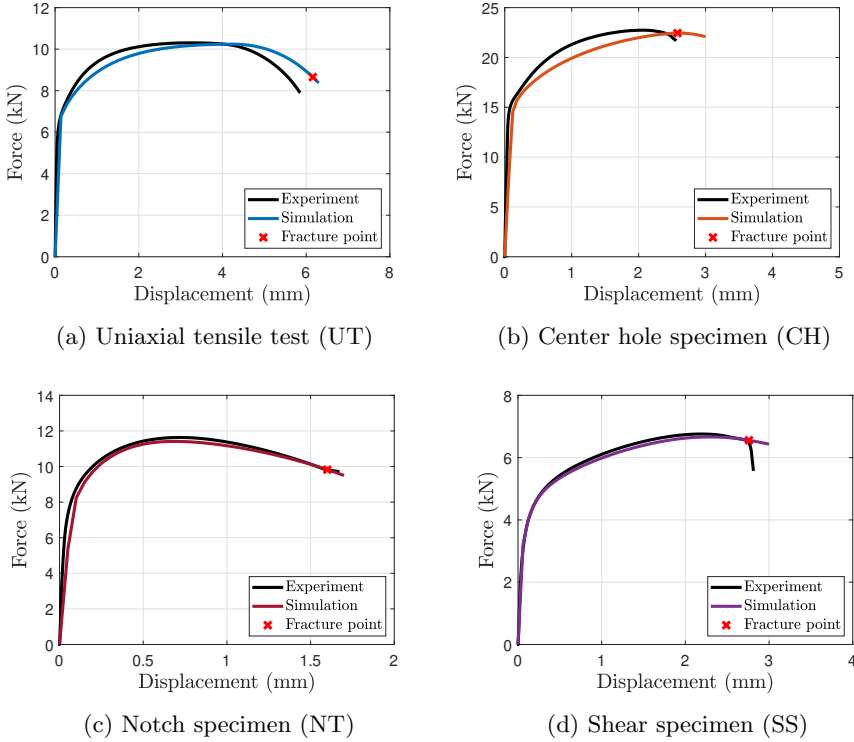 12
10
8
6
4
2
0
Force (kN)
0 2 4 6 8
Displacement (mm)
Experiment
Simulation
Fracture point
(a) Uniaxial tensile test (UT)
25
20
15
10
5
0
Force (kN)
0 1 2 3 4 5
Displacement (mm)
Experiment
Simulation
Fracture point
(b) Center hole specimen (CH)
14
12
10
8
6
4
2
0
Force (kN)
0 0.5 1 1.5 2
Displacement (mm)
Experiment
Simulation
Fracture point
(c) Notch specimen (NT)
8
6
4
2
0
Force (kN)
0 1 2 3 4
Displacement (mm)
Experiment
Simulation
Fracture point
(d) Shear specimen (SS)